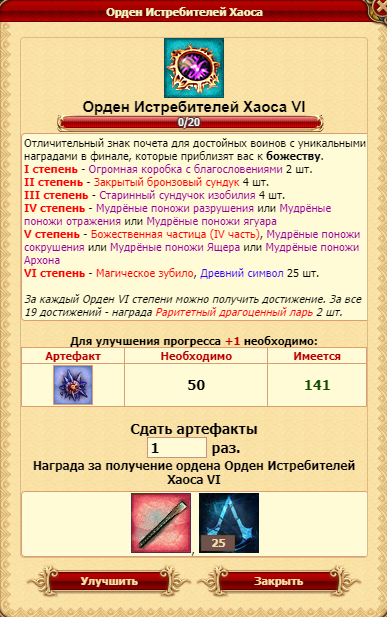 Орден Истребителей Хаоса
Орден Истребителей Хаоса VI
0/20
Отличительный знак почета для достойных воинов с уникальными
наградами в финале, которые приблизят вас к божеству.
I степень - Огромная коробка с благословениями 2 шт.
II степень - Закрытый бронзовый сундук 4 шт.
III степень - Старинный сундучок изобилия 4 шт.
IV степень - Мудрёные поножи разрушения или Мудрёные
поножи отражения или Мудрёные поножи ягуара
V степень - Божественная частица (IV часть), Мудрёные поножи
сокрушения или Мудрёные поножи Ящера или Мудрёные поножи
Архона
VI степень - Магическое зубило, Древний символ 25 шт.
За каждый Орден VI степени можно получить достижение. За все
19 достижений - награда Раритетный драгоценный ларь 2 шт.
Для улучшения прогресса +1 необходимо:
Артефакт Необходимо Имеется
50 141
Сдать артефакты
1 раз.
Награда за получение ордена Орден Истребителей
Хаоса VI
25
,
Улучшить Закрыть